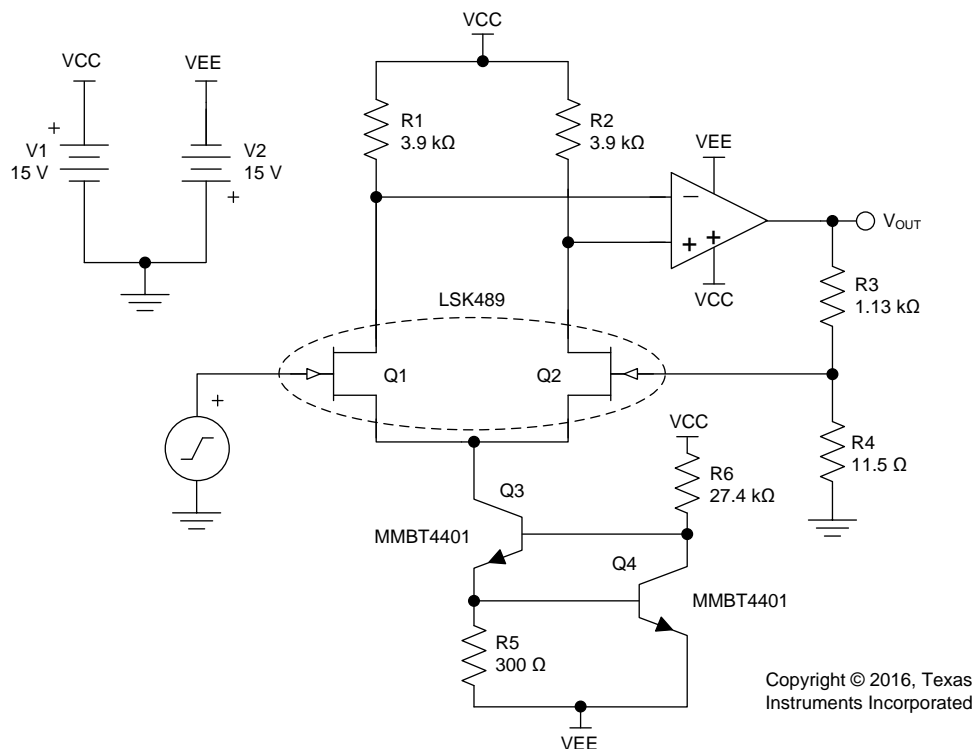 VCC
VCC
VEE
+
V1
15 V
V2
15 V
+
R1
3.9 kΩ
R2
3.9 kΩ
VEE
−
+
+
VCC
VOUT
R3
1.13 kΩ
LSK489
Q1
Q2
+
R4
11.5 Ω
VCC
R6
27.4 kΩ
Q3
MMBT4401
Q4
MMBT4401
R5
300 Ω
VEE
Copyright © 2016, Texas
Instruments Incorporated